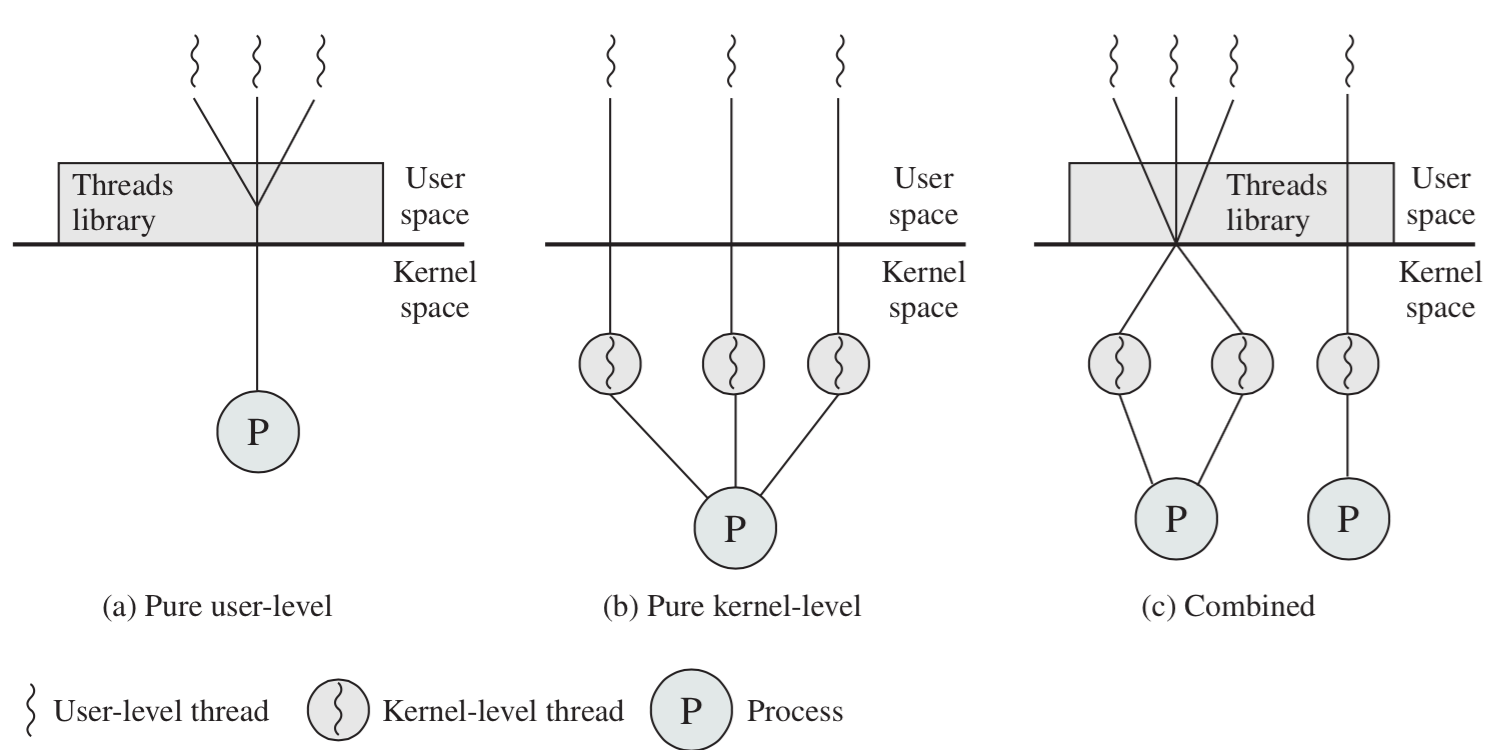 Threads
library
User
space
Kernel
space
P
(a) Pure user-level
User
space
Kernel
space
P
(b) Pure kernel-level
Threads
library
User
space
Kernel
space
P
P
(c) Combined
User-level thread
Kernel-level thread
P
Process